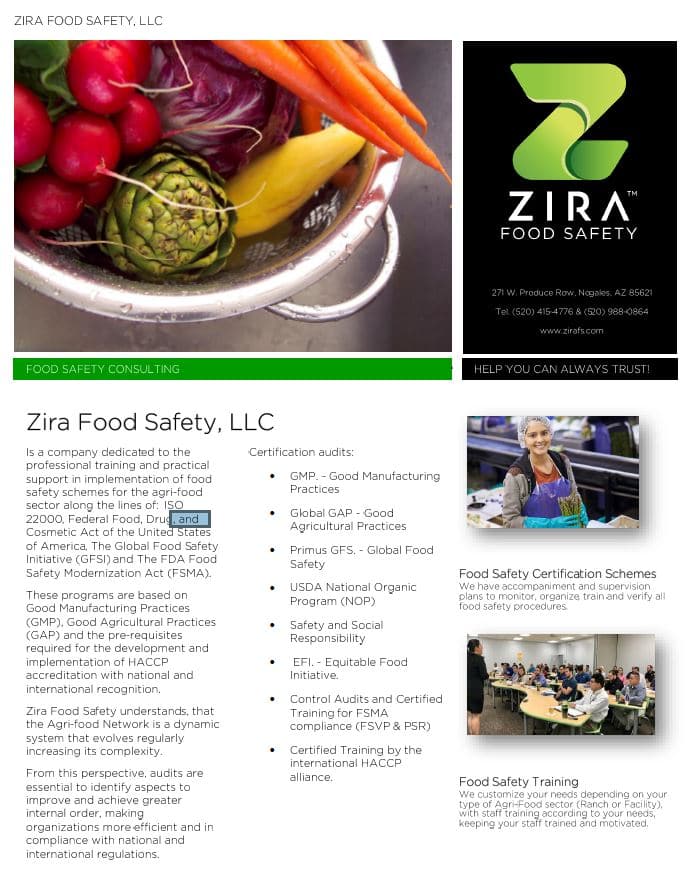 ZIRA FOOD SAFETY, LLC
ZIRA™
FOOD SAFETY
271 W. Produce Row, Nogales, AZ 85621
Tel. (520) 415-4776 & (520) 988-0864
www.zirafs.com
FOOD SAFETY CONSULTING
HELP YOU CAN ALWAYS TRUST!
Zira Food Safety, LLC
Is a company dedicated to the
professional training and practical
support in implementation of food
safety schemes for the agri-food
sector along the lines of: ISO
22000, Federal Food, Drug, and
Cosmetic Act of the United States
of America, The Global Food Safety
Initiative (GFSI) and The FDA Food
Safety Modernization Act (FSMA).
These programs are based on
Good Manufacturing Practices
(GMP), Good Agricultural Practices
(GAP) and the pre-requisites
required for the development and
implementation of HACCP
accreditation with national and
international recognition.
Zira Food Safety understands, that
the Agri-food Network is a dynamic
system that evolves regularly
increasing its complexity.
From this perspective, audits are
essential to identify aspects to
improve and achieve greater
internal order, making
organizations more efficient and in
compliance with national and
international regulations.
Certification audits:
• GMP. - Good Manufacturing
Practices
• Global GAP - Good
Agricultural Practices
• Primus GFS. - Global Food
Safety
• USDA National Organic
Program (NOP)
• Safety and Social
Responsibility
• EFI. - Equitable Food
Initiative.
• Control Audits and Certified
Training for FSMA
compliance (FSVP & PSR)
• Certified Training by the
international HACCP
alliance.
Food Safety Certification Schemes
We have accompaniment and supervision
plans to monitor, organize, train and verify all
food safety procedures.
Food Safety Training
We customize your needs depending on your
type of Agri-Food sector (Ranch or Facility),
with staff training according to your needs,
keeping your staff trained and motivated.